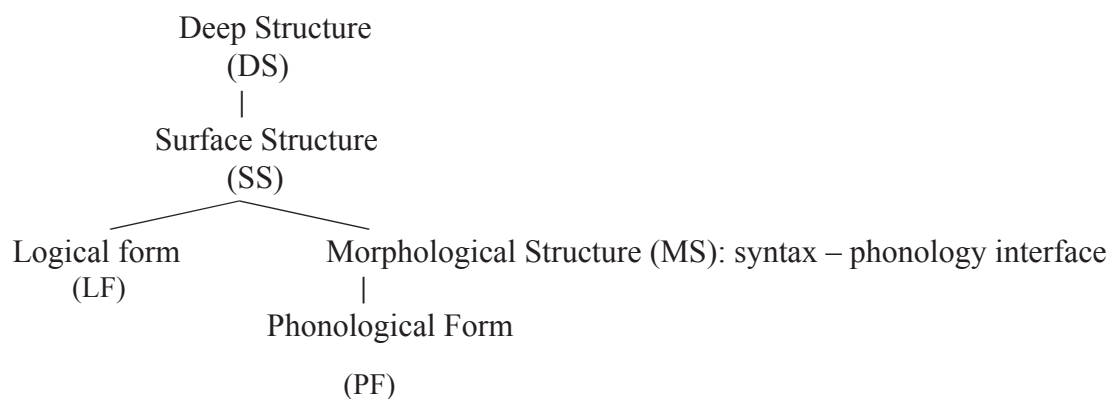 Deep Structure
(DS)
|
Surface Structure
(SS)
Logical form
Morphological Structure (MS): syntax – phonology interface
(LF)
|
Phonological Form
(PF)